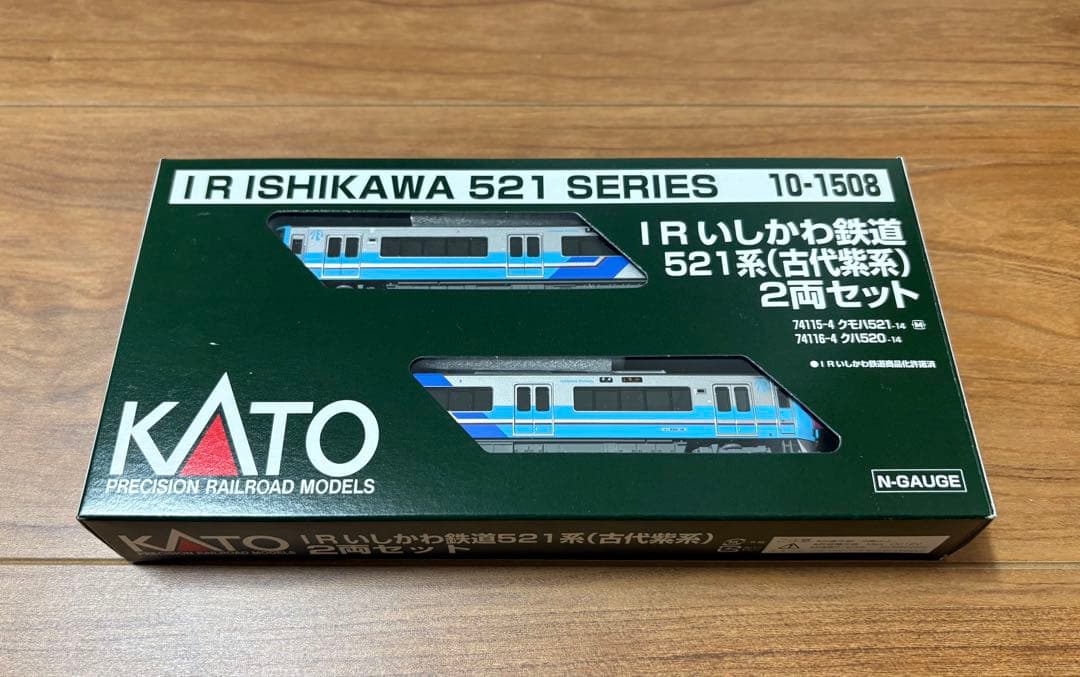 IR ISHIKAWA 521 SERIES 10-1508
IRいしかわ鉄道
521系(古代紫系)
2両セット
74115-4 クモハ521-14 M
74116-4 クハ520-14
●IRいしかわ鉄道商品化許諾済
KATO
PRECISION RAILROAD MODELS
N-GAUGE
KATO
PRECISION RAILROAD MODELS
IRいしかわ鉄道521系(古代紫系)
2両セット